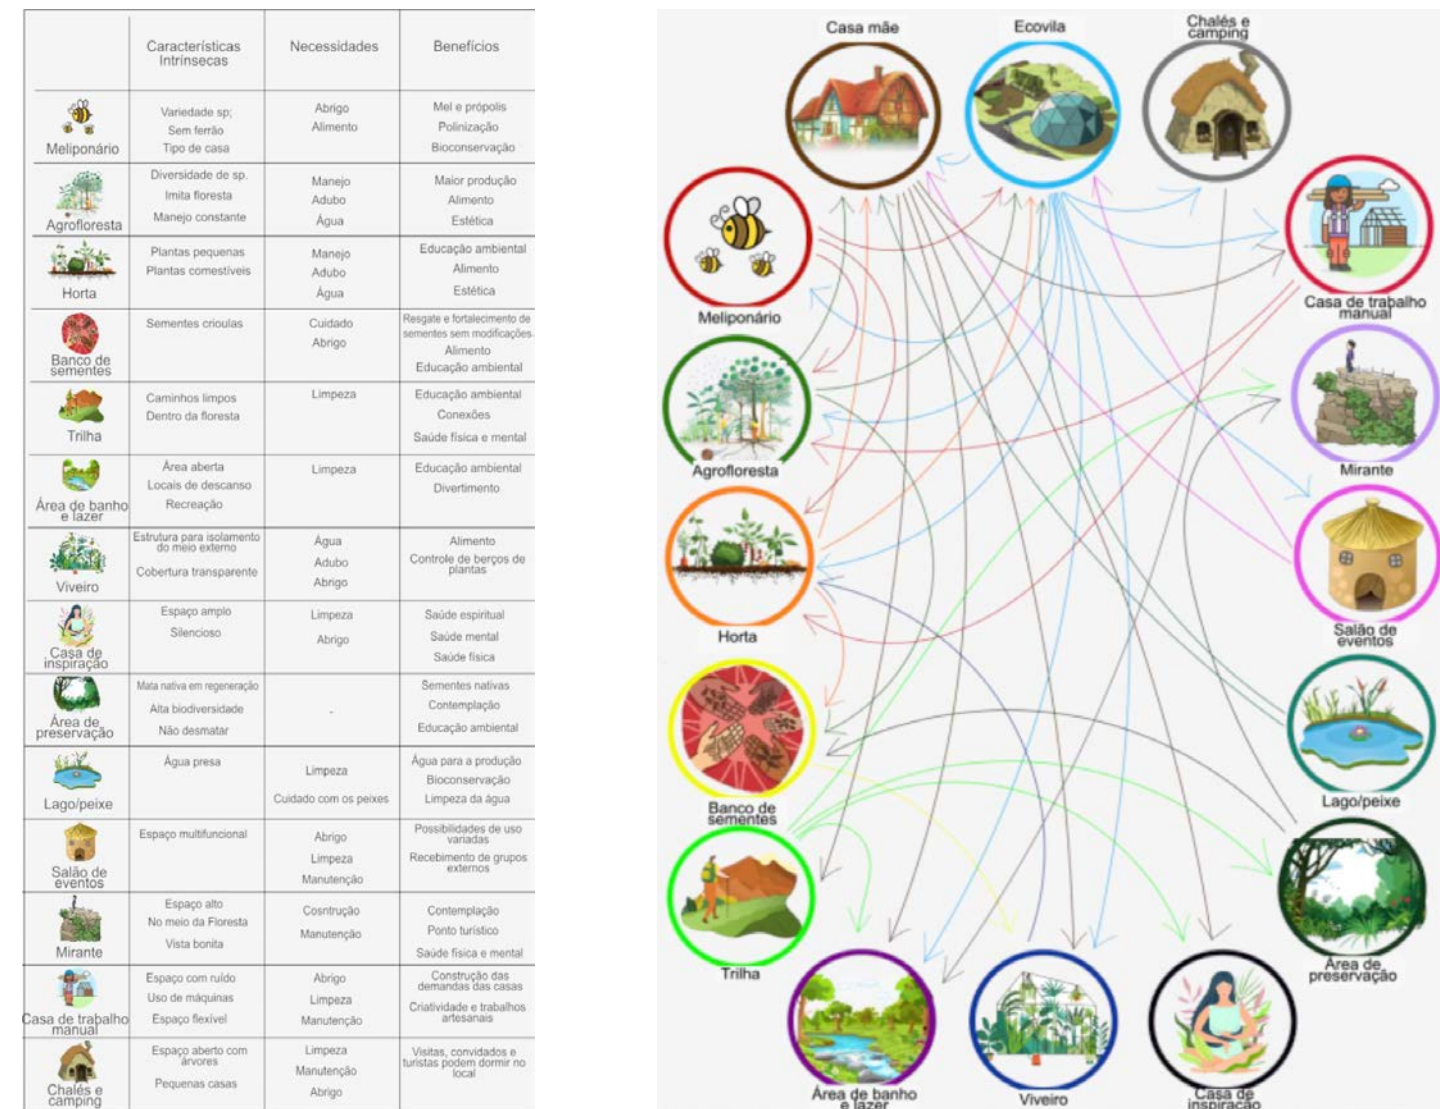 Características
Intrínsecas
Necessidades
Benefícios
Meliponário
Variedade sp;
Sem ferrão
Tipo de casa
Abrigo
Alimento
Mel e própolis
Polinização
Bioconservação
Agrofloresta
Diversidade de sp.
Imita floresta
Manejo constante
Manejo
Adubo
Água
Maior produção
Alimento
Estética
Horta
Plantas pequenas
Plantas comestíveis
Manejo
Adubo
Água
Educação ambiental
Alimento
Estética
Banco de
sementes
Sementes crioulas
Cuidado
Abrigo
Resgate e fortalecimento de
sementes sem modificações
Alimento
Educação ambiental
Trilha
Caminhos limpos
Dentro da floresta
Limpeza
Educação ambiental
Conexões
Saúde física e mental
Área de banho
e lazer
Área aberta
Locais de descanso
Recreação
Limpeza
Educação ambiental
Divertimento
Viveiro
Estrutura para isolamento
do meio externo
Cobertura transparente
Água
Adubo
Abrigo
Alimento
Controle de berços de
plantas
Casa de
inspiração
Espaço amplo
Silencioso
Limpeza
Abrigo
Saúde espiritual
Saúde mental
Saúde física
Área de
preservação
Mata nativa em regeneração
Alta biodiversidade
Não desmatar
-
Sementes nativas
Contemplação
Educação ambiental
Lago/peixe
Água presa
Limpeza
Cuidado com os peixes
Água para a produção
Bioconservação
Limpeza da água
Salão de
eventos
Espaço multifuncional
Abrigo
Limpeza
Manutenção
Possibilidades de uso
variadas
Recebimento de grupos
externos
Mirante
Espaço alto
No meio da Floresta
Vista bonita
Cosntrução
Manutenção
Contemplação
Ponto turístico
Saúde física e mental
Casa de trabalho
manual
Espaço com ruído
Uso de máquinas
Espaço flexível
Abrigo
Limpeza
Manutenção
Construção das
demandas das casas
Criatividade e trabalhos
artesanais
Chalés e
camping
Espaço aberto com
árvores
Pequenas casas
Limpeza
Manutenção
Abrigo
Visitas, convidados e
turistas podem dormir no
local
Casa mãe
Ecovila
Chalés e
camping
Meliponário
Casa de trabalho
manual
Agrofloresta
Mirante
Horta
Salão de
eventos
Banco de
sementes
Lago/peixe
Trilha
Área de
preservação
Área de banho
e lazer
Viveiro
Casa de
inspiração